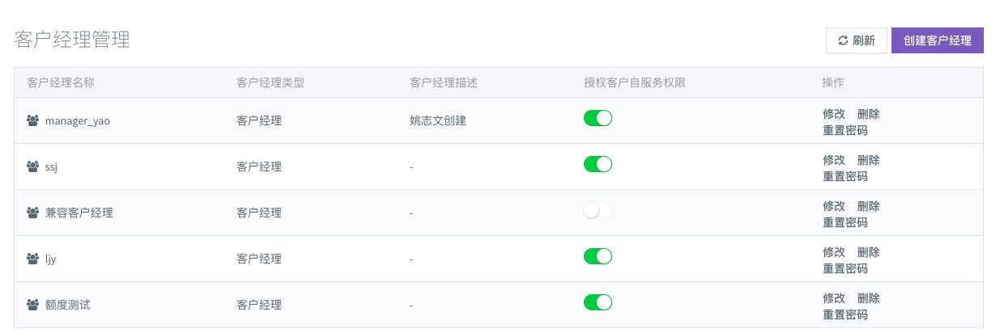 客户经理管理
刷新 创建客户经理
客户经理名称 客户经理类型 客户经理描述 授权客户自服务权限 操作
manager_yao 客户经理 姚志文创建 修改 删除
重置密码
ssj 客户经理 - 修改 删除
重置密码
兼容客户经理 客户经理 - 修改 删除
重置密码
ljy 客户经理 - 修改 删除
重置密码
额度测试 客户经理 - 修改 删除
重置密码